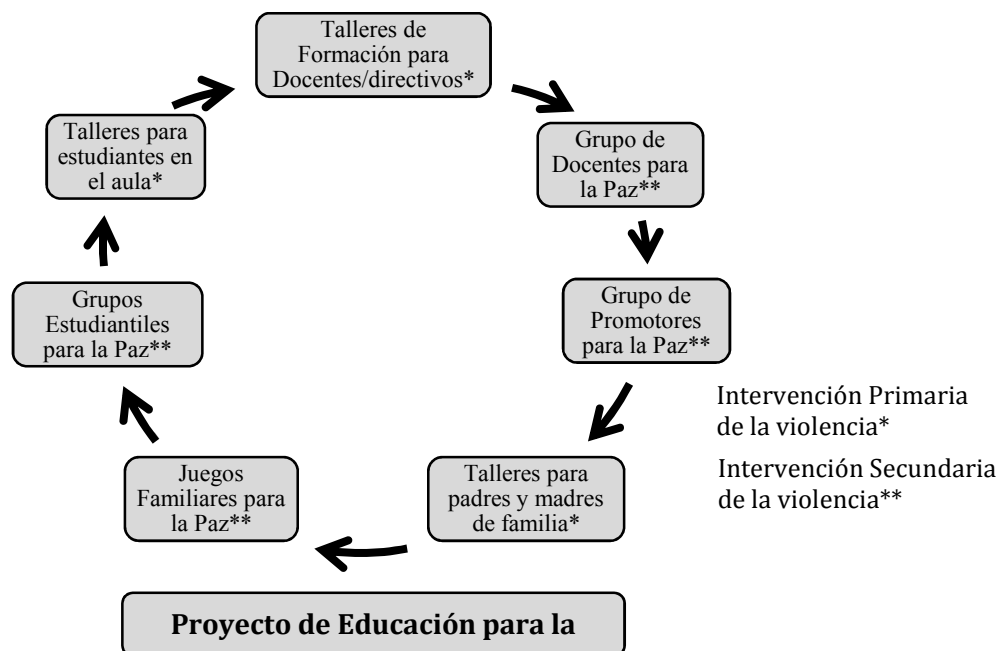 Talleres de
Formación para
Docentes/directivos*
Grupo de
Docentes para
la Paz**
Grupo de
Promotores
para la Paz**
Talleres para
padres y madres
de familia*
Juegos
Familiares para
la Paz**
Grupos
Estudiantiles
para la Paz**
Talleres para
estudiantes en
el aula*
Intervención Primaria
de la violencia*
Intervención Secundaria
de la violencia**
Proyecto de Educación para la